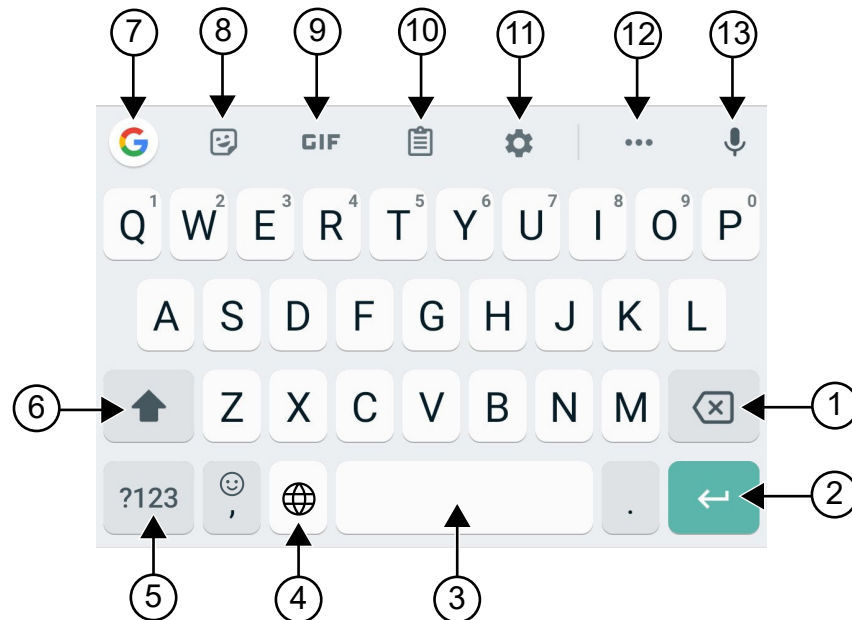 7 8 9 10 11 12 13
G GIF
Q1 W2 E3 R4 T5 Y6 U7 I8 O9 P0
A S D F G H J K L
6 Z X C V B N M 1
?123 , . 2
5 4 3